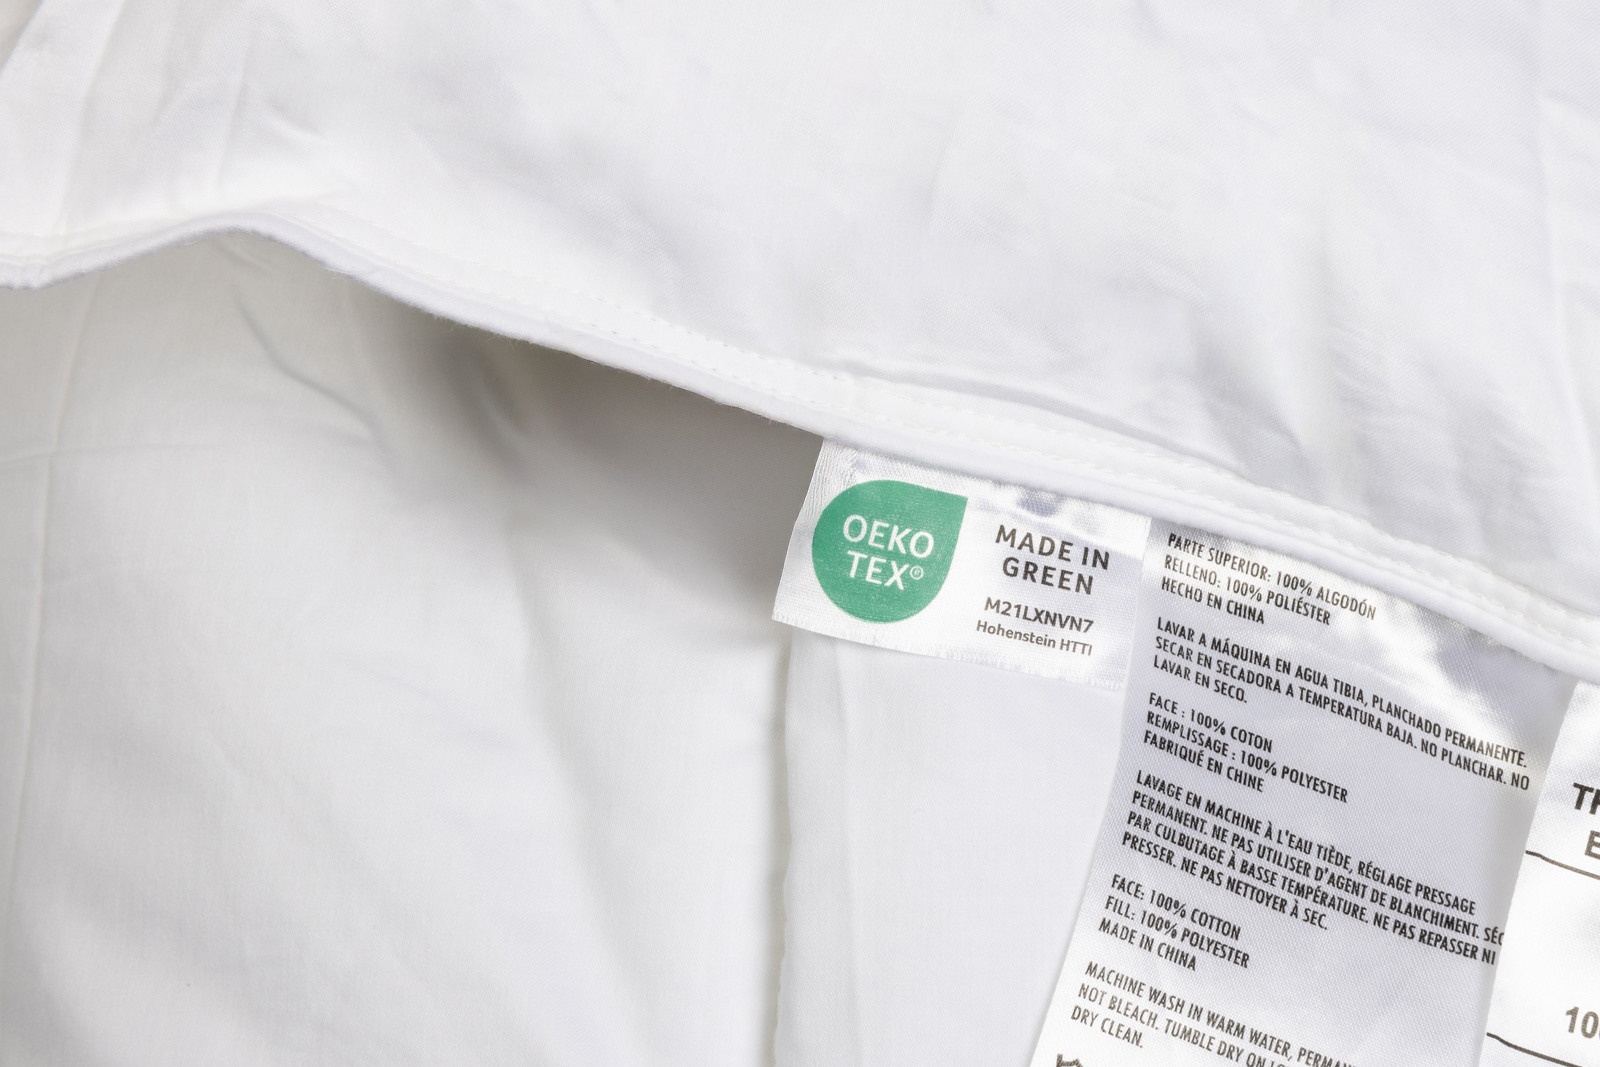 OEKO
TEX®
MADE IN
GREEN
M21LXNVN7
Hohenstein HTTI
PARTE SUPERIOR: 100% ALGODÓN
RELLENO: 100% POLIÉSTER
HECHO EN CHINA
LAVAR A MÁQUINA EN AGUA TIBIA, PLANCHADO PERMANENTE.
SECAR EN SECADORA A TEMPERATURA BAJA. NO PLANCHAR. NO
LAVAR EN SECO.
FACE : 100% COTON
REMPLISSAGE : 100% POLYESTER
FABRIQUÉ EN CHINE
LAVAGE EN MACHINE À L'EAU TIÈDE, RÉGLAGE PRESSAGE
PERMANENT. NE PAS UTILISER D'AGENT DE BLANCHIMENT.
PAR CULBUTAGE À BASSE TEMPÉRATURE. NE PAS REPASSER NI
PRESSER. NE PAS NETTOYER À SEC.
FACE: 100% COTTON
FILL: 100% POLYESTER
MADE IN CHINA
MACHINE WASH IN WARM WATER,
NOT BLEACH. TUMBLE DRY ON
DRY CLEAN.